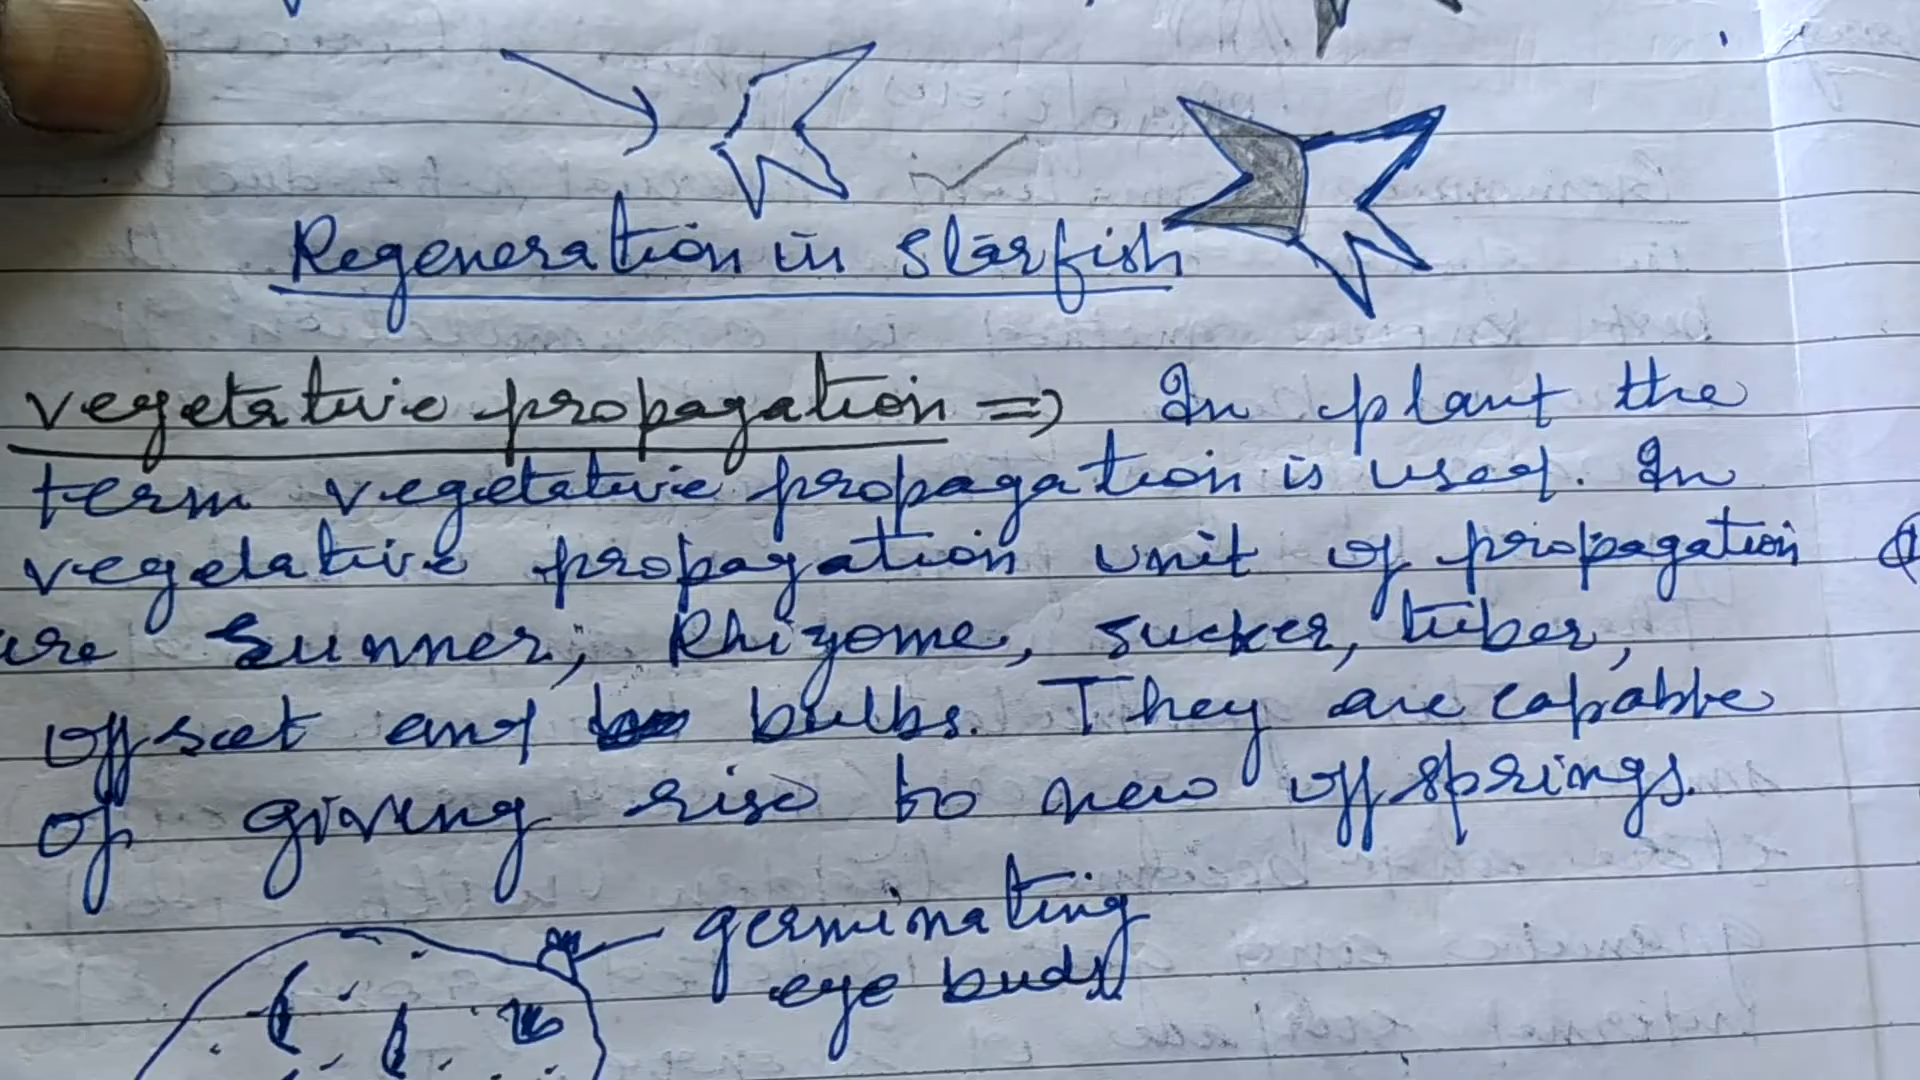 Regeneration in Starfish
vegetative propagation => In plant the
term vegetative propagation is used. In
vegetative propagation unit of propagation
are Sunner, Rhizome, sucker, tuber,
offset and bulbs. They are capable
of giving rise to new offsprings.
germinating
eye buds